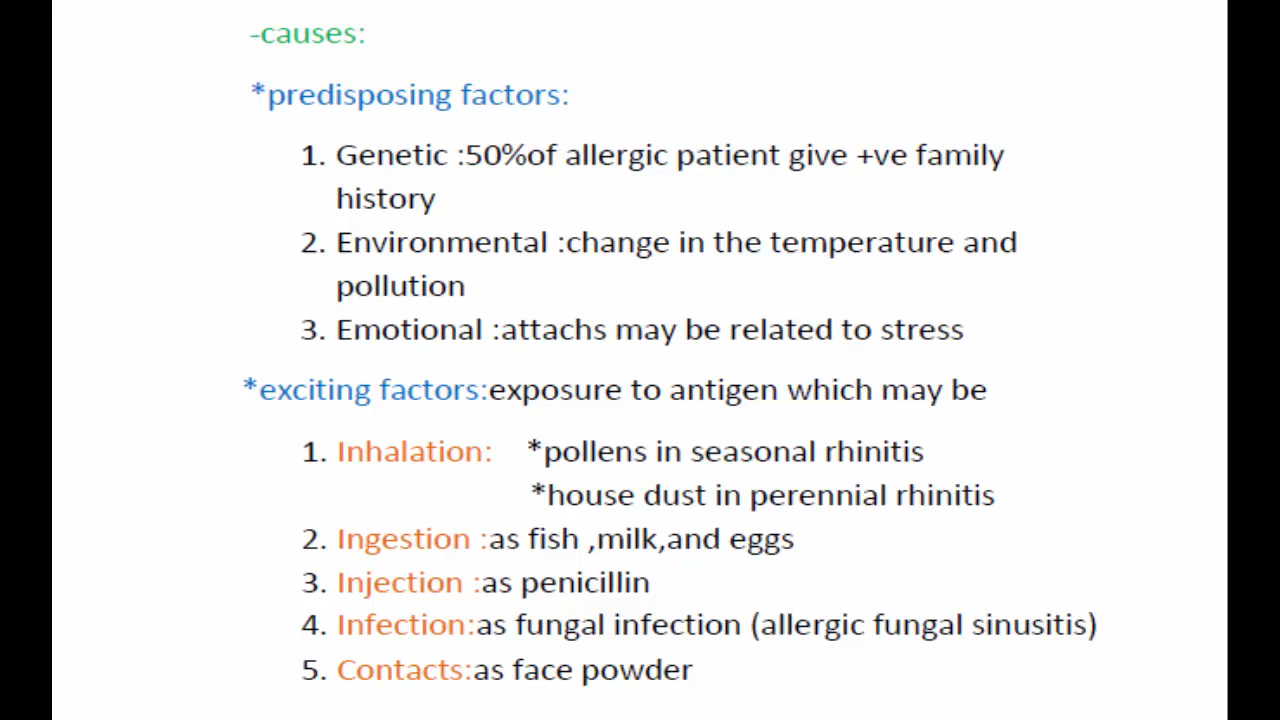 -causes:
*predisposing factors:
1. Genetic :50%of allergic patient give +ve family
history
2. Environmental :change in the temperature and
pollution
3. Emotional :attachs may be related to stress
*exciting factors:exposure to antigen which may be
1. Inhalation: *pollens in seasonal rhinitis
*house dust in perennial rhinitis
2. Ingestion :as fish ,milk,and eggs
3. Injection :as penicillin
4. Infection:as fungal infection (allergic fungal sinusitis)
5. Contacts:as face powder